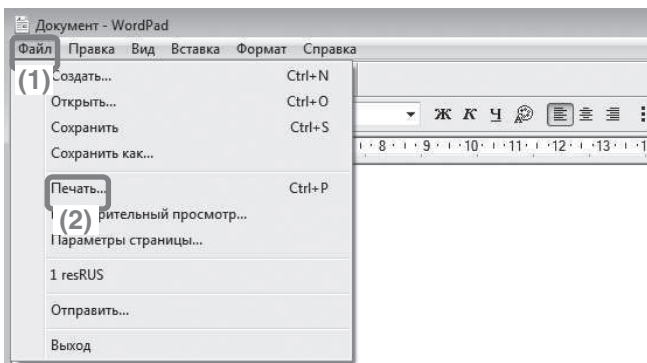 Документ - WordPad
Файл Правка Вид Вставка Формат Справка
(1) Создать... Ctrl+N
Открыть... Ctrl+O
Сохранить Ctrl+S
Ж К Ч
Сохранить как...
8 9 10 11 12 13
Печать... Ctrl+P
(2) просмотр...
Параметры страницы...
1 resRUS
Отправить...
Выход